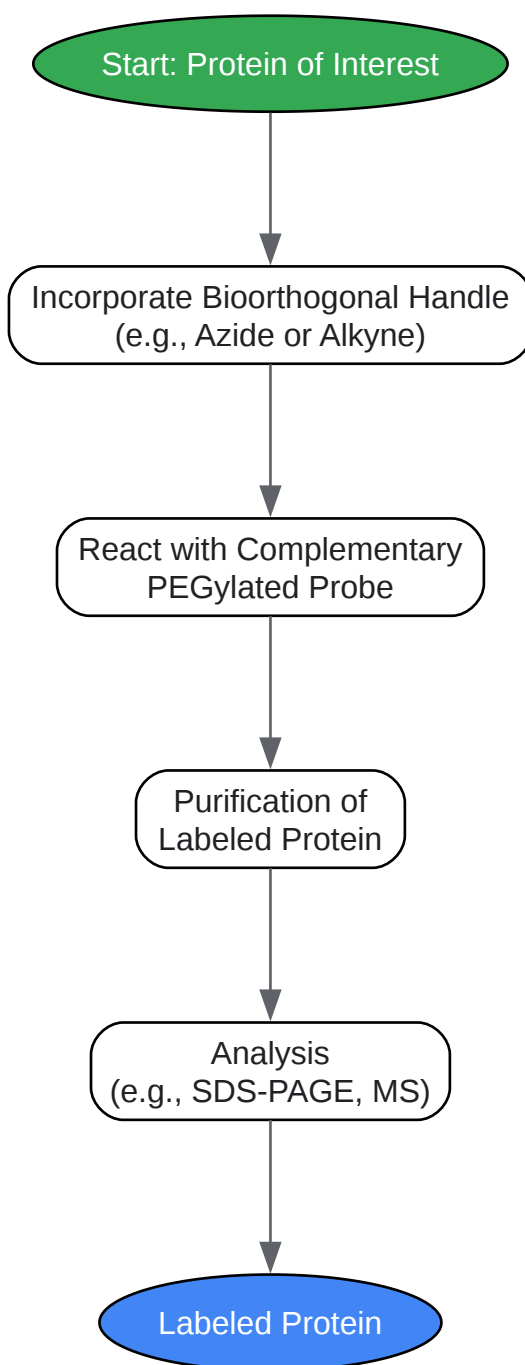 Start: Protein of Interest
Incorporate Bioorthogonal Handle
(e.g., Azide or Alkyne)
React with Complementary
PEGylated Probe
Purification of
Labeled Protein
Analysis
(e.g., SDS-PAGE, MS)
Labeled Protein